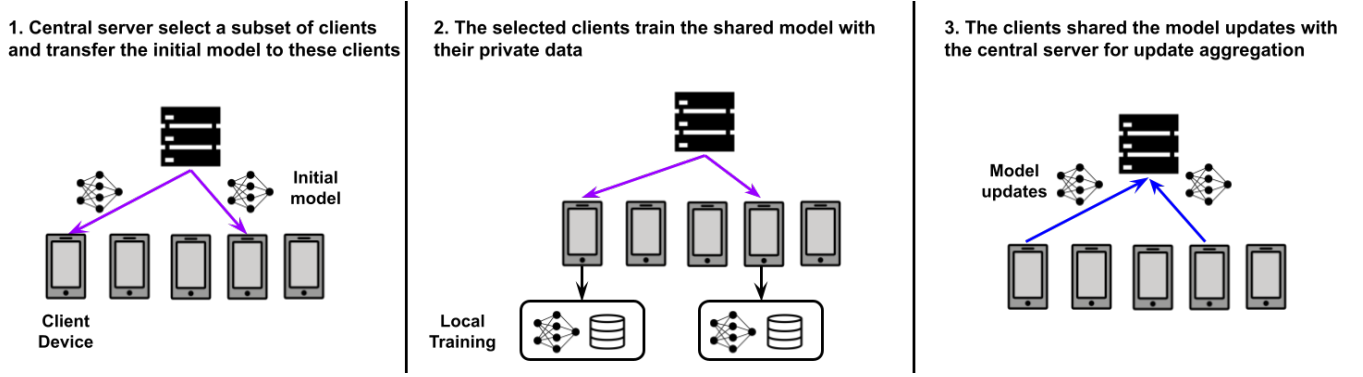 1. Central server select a subset of clients
and transfer the initial model to these clients
Initial
model
Client
Device
2. The selected clients train the shared model with
their private data
Local
Training
3. The clients shared the model updates with
the central server for update aggregation
Model
updates